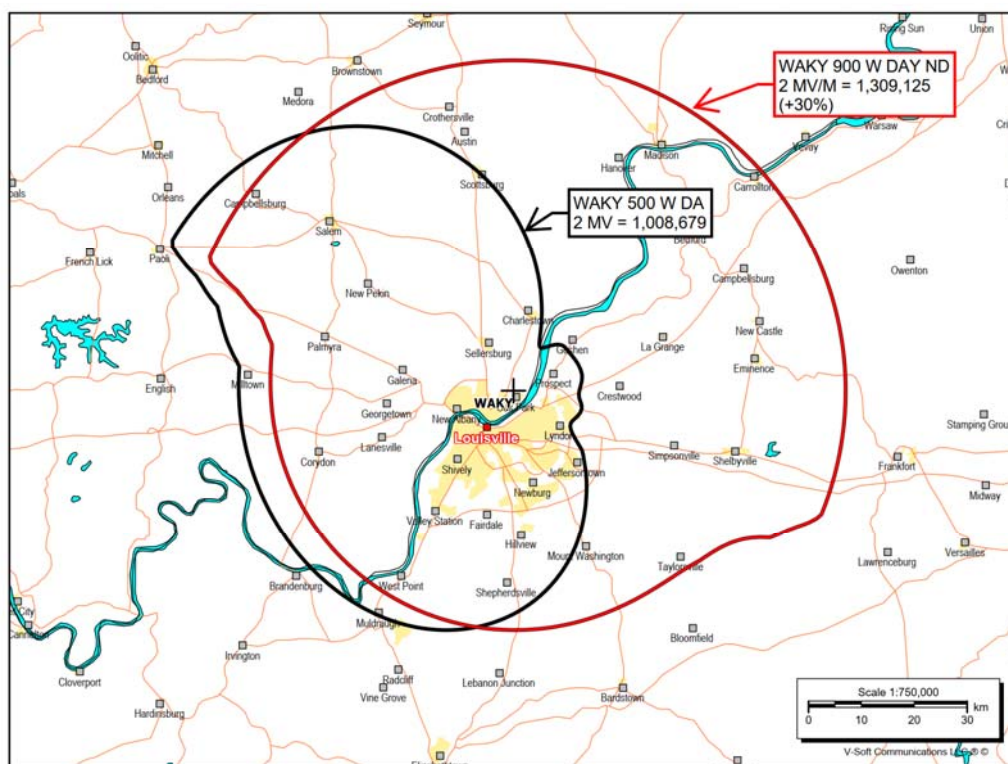 Seymour
Rising Sun
Union
Oolitic
Bedford
Brownstown
WAKY 900 W DAY ND
2 MV/M = 1,309,125
(+30%)
Medora
Crothersville
Warsaw
Austin
Vevay
Mitchell
Hanover
Madison
Scottsburg
Carrollton
Orleans
Campbellsburg
WAKY 500 W DA
2 MV = 1,008,679
Salem
Bedford
French Lick
Paoli
Owenton
Campbellsburg
New Pekin
Charlestown
New Castle
Palmyra
Sellersburg
Goshen
La Grange
Eminence
English
Milltown
Galena
Prospect
Crestwood
WAKY
Georgetown
New Albany
Stamping Grou
Louisville
Lyndon
Lanesville
Corydon
Simpsonville
Shelbyville
Frankfort
Shively
Jeffersontown
Newburg
Midway
Valley Station
Fairdale
Hillview
Mount Washington
Versailles
Taylorsville
Lawrenceburg
Brandenburg
West Point
Shepherdsville
City
Cannelton
Muldraugh
Bloomfield
Irvington
Cloverport
Radcliff
Lebanon Junction
Vine Grove
Bardstown
Hardinsburg
Scale 1:750,000
0 10 20 30 km
V-Soft Communications LLC ® ©